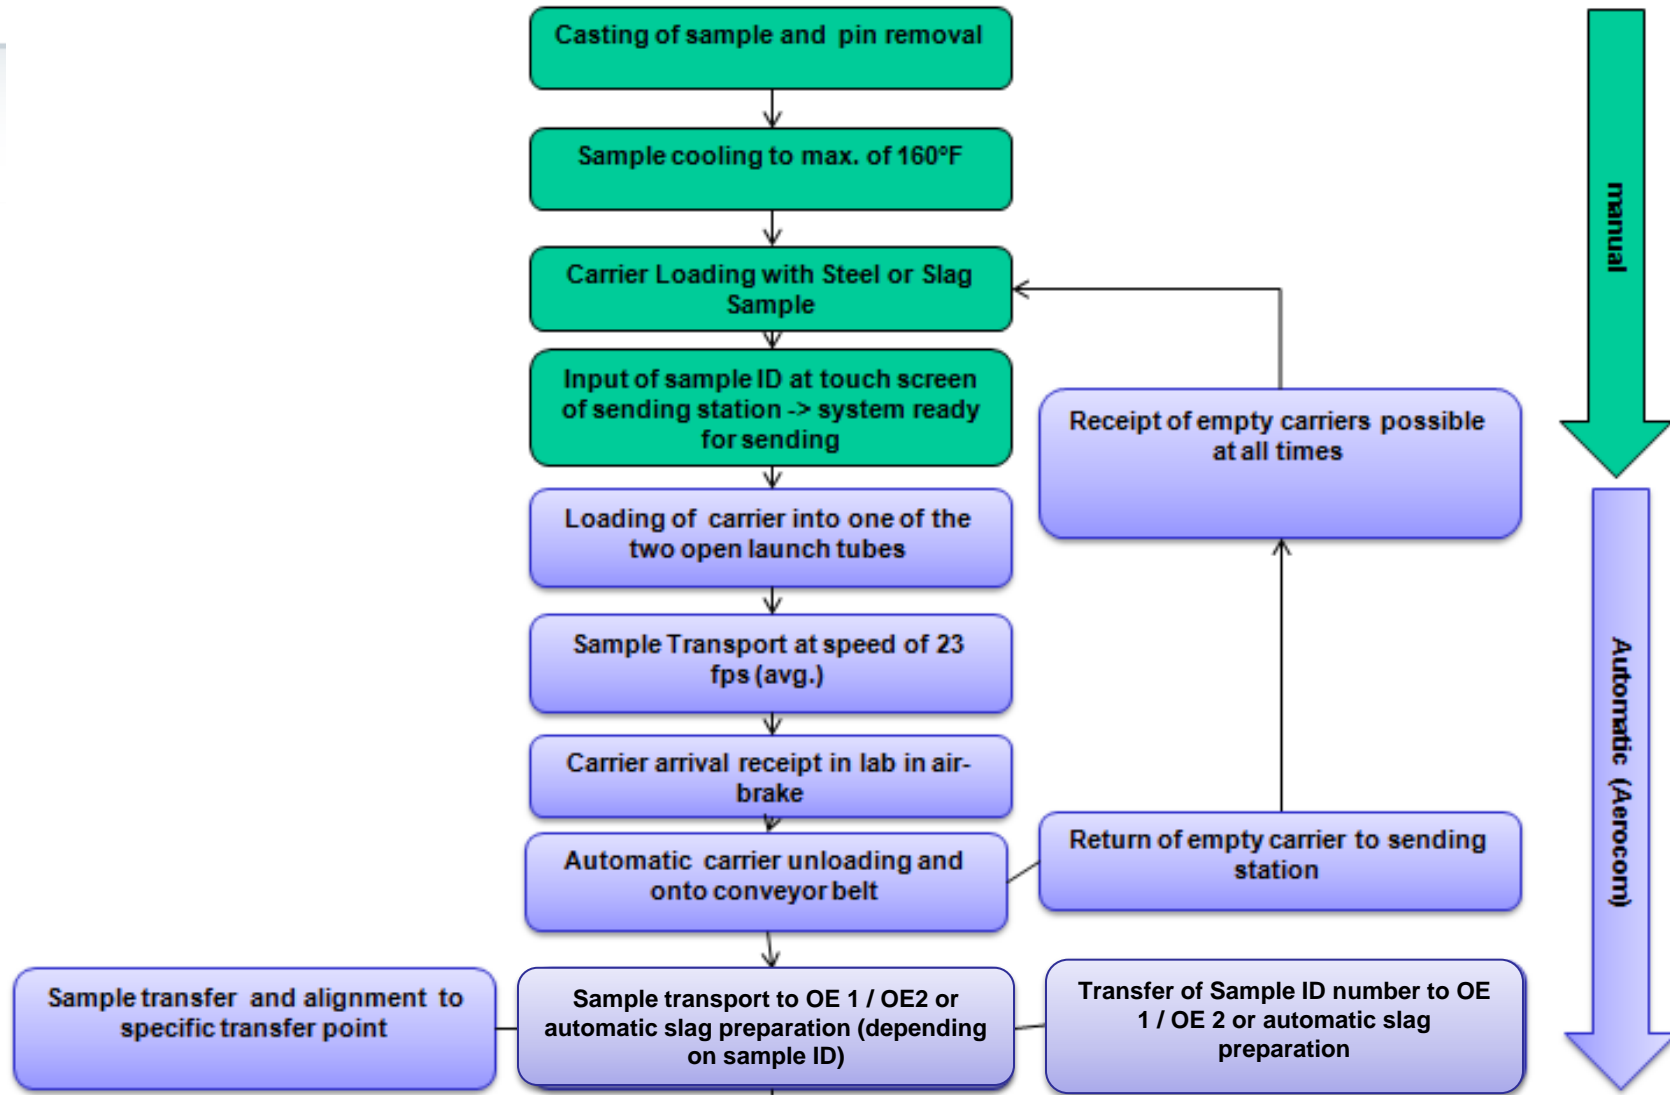 Casting of sample and pin removal
Sample cooling to max. of 160°F
Carrier Loading with Steel or Slag
Sample
Input of sample ID at touch screen
of sending station -> system ready
for sending
Receipt of empty carriers possible
at all times
Loading of carrier into one of the
two open launch tubes
Sample Transport at speed of 23
fps (avg.)
Carrier arrival receipt in lab in air-
brake
Automatic carrier unloading and
onto conveyor belt
Return of empty carrier to sending
station
Sample transfer and alignment to
specific transfer point
Sample transport to OE 1 / OE2 or
automatic slag preparation (depending
on sample ID)
Transfer of Sample ID number to OE
1 / OE 2 or automatic slag
preparation
manual
Automatic (Aerocom)